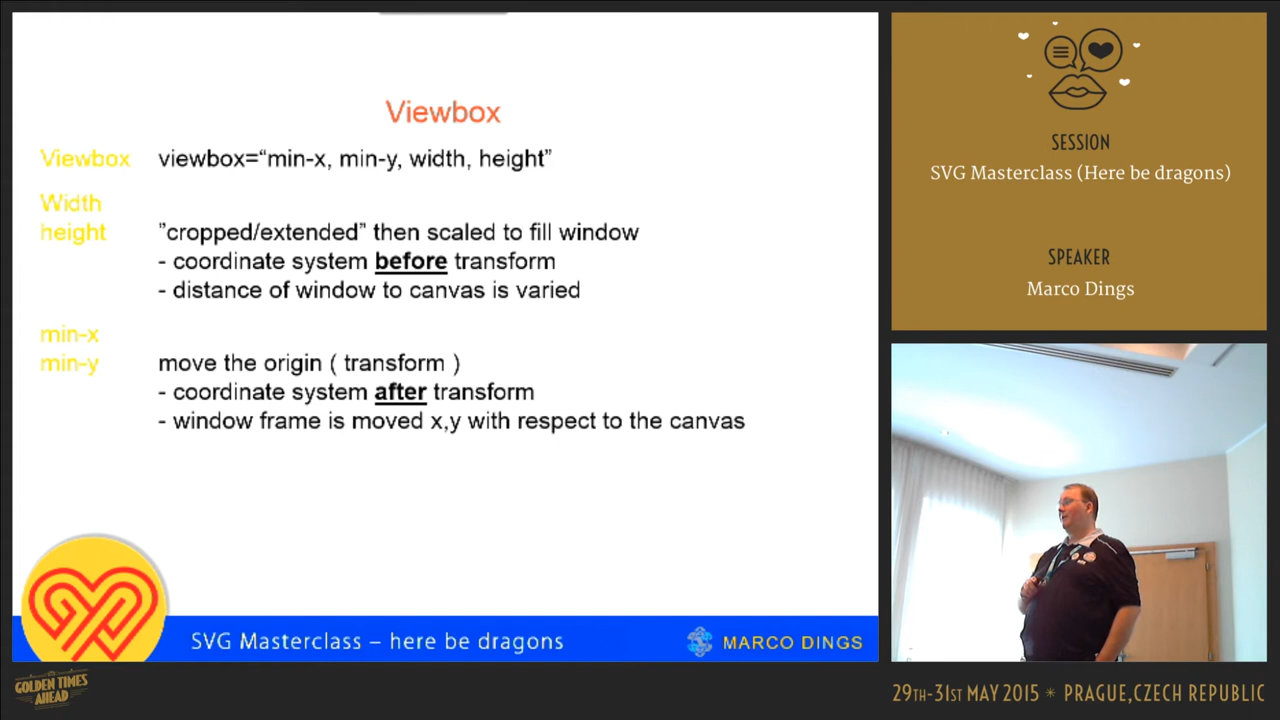 Viewbox
Viewbox viewbox=“min-x, min-y, width, height”
Width
height ”cropped/extended” then scaled to fill window
- coordinate system before transform
- distance of window to canvas is varied
min-x
min-y move the origin ( transform )
- coordinate system after transform
- window frame is moved x,y with respect to the canvas
SVG Masterclass – here be dragons
MARCO DINGS
SESSION
SVG Masterclass (Here be dragons)
SPEAKER
Marco Dings
GOLDEN TIMES
AHEAD
29TH-31ST MAY 2015 * PRAGUE,CZECH REPUBLIC